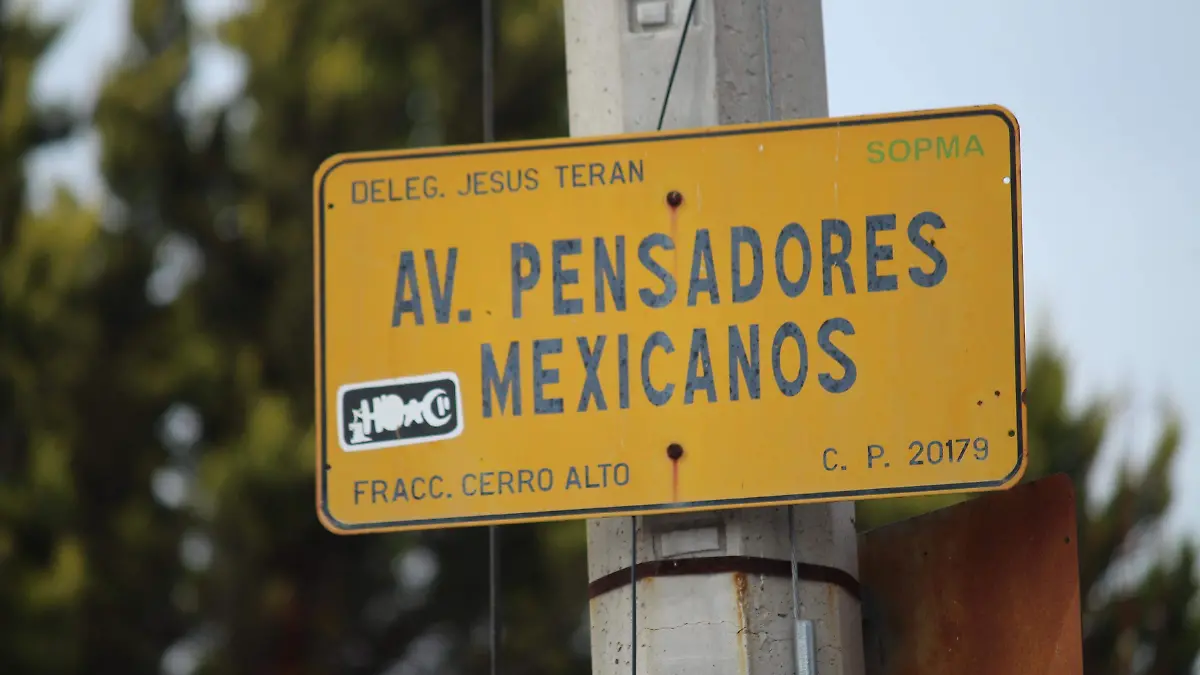 DELEG. JESUS TERAN
SOPMA
AV. PENSADORES
MEXICANOS
FRACC. CERRO ALTO
C. P. 20179